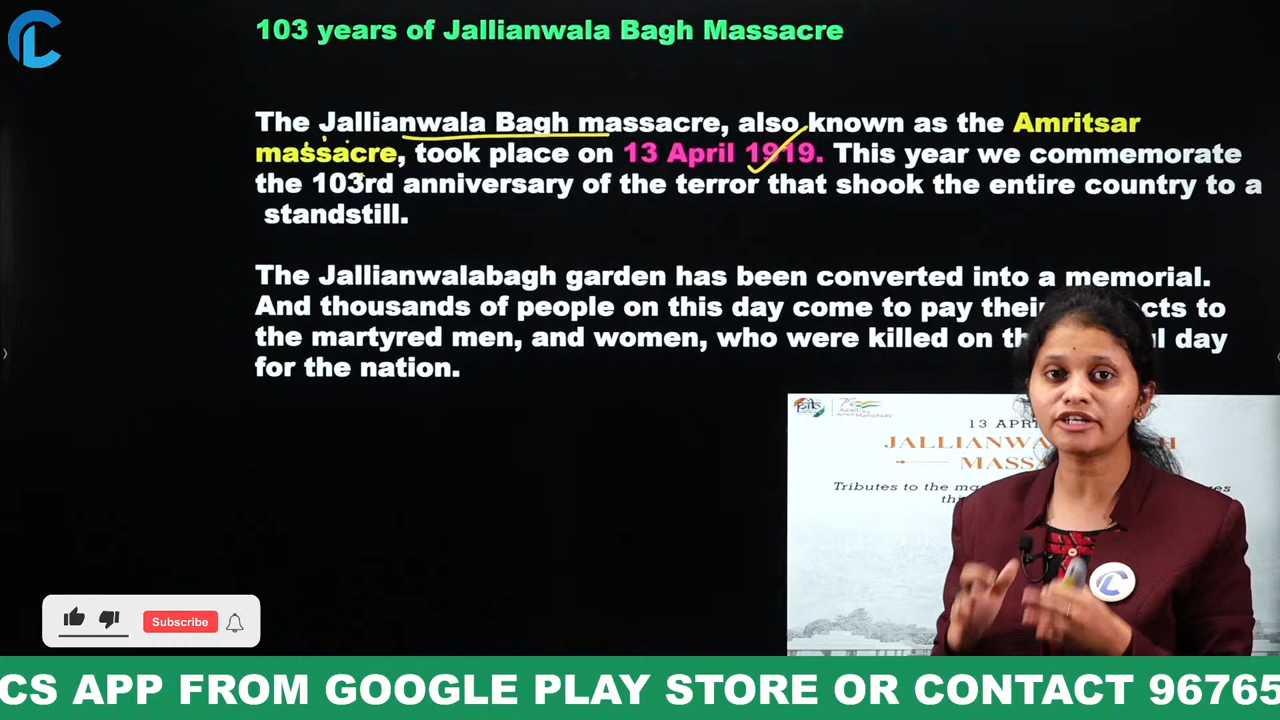 103 years of Jallianwala Bagh Massacre
The Jallianwala Bagh massacre, also known as the Amritsar
massacre, took place on 13 April 1919. This year we commemorate
the 103rd anniversary of the terror that shook the entire country to a
standstill.
The Jallianwalabagh garden has been converted into a memorial.
And thousands of people on this day come to pay their
to
the martyred men, and women, who were killed on
day
for the nation.
13
JALLIANWA
MASSA
Tributes to the
Subscribe
CS APP FROM GOOGLE PLAY STORE OR CONTACT 96765